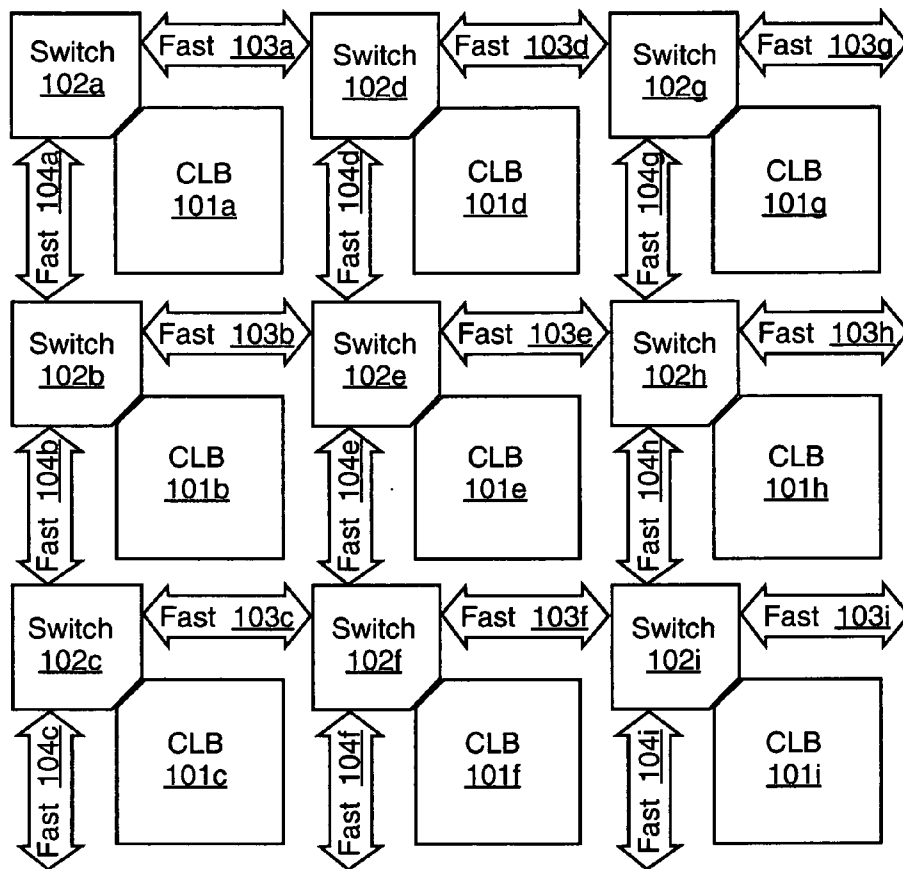 Switch
102a
Fast 103a
Switch
102d
Fast 103d
Switch
102g
Fast 103g
Fast 104a
CLB
101a
Fast 104d
CLB
101d
Fast 104g
CLB
101g
Switch
102b
Fast 103b
Switch
102e
Fast 103e
Switch
102h
Fast 103h
Fast 104b
CLB
101b
Fast 104e
CLB
101e
Fast 104h
CLB
101h
Switch
102c
Fast 103c
Switch
102f
Fast 103f
Switch
102i
Fast 103i
Fast 104c
CLB
101c
Fast 104f
CLB
101f
Fast 104i
CLB
101i